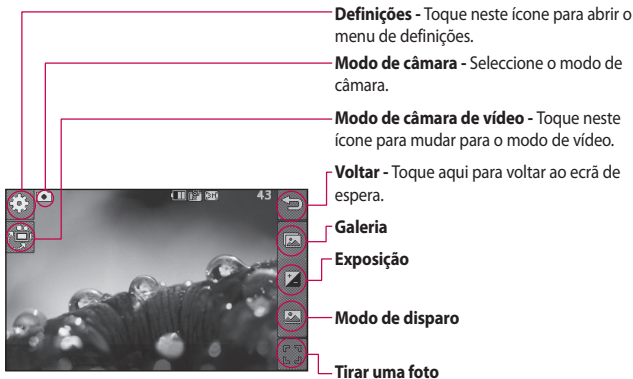 Definições - Toque neste ícone para abrir o
menu de definições.
Modo de câmara - Seleccione o modo de
câmara.
Modo de câmara de vídeo - Toque neste
ícone para mudar para o modo de vídeo.
Voltar - Toque aqui para voltar ao ecrã de
espera.
43
Galeria
Exposição
Modo de disparo
Tirar uma foto